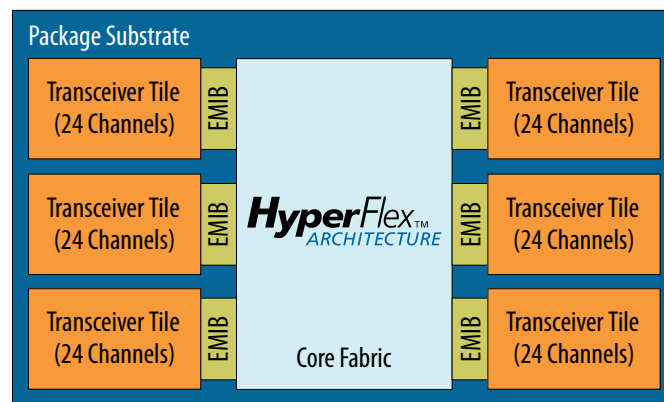 Package Substrate
Transceiver Tile
(24 Channels)
EMIB
EMIB
Transceiver Tile
(24 Channels)
Transceiver Tile
(24 Channels)
EMIB
HyperFlex™
ARCHITECTURE
EMIB
Transceiver Tile
(24 Channels)
Transceiver Tile
(24 Channels)
EMIB
Core Fabric
EMIB
Transceiver Tile
(24 Channels)